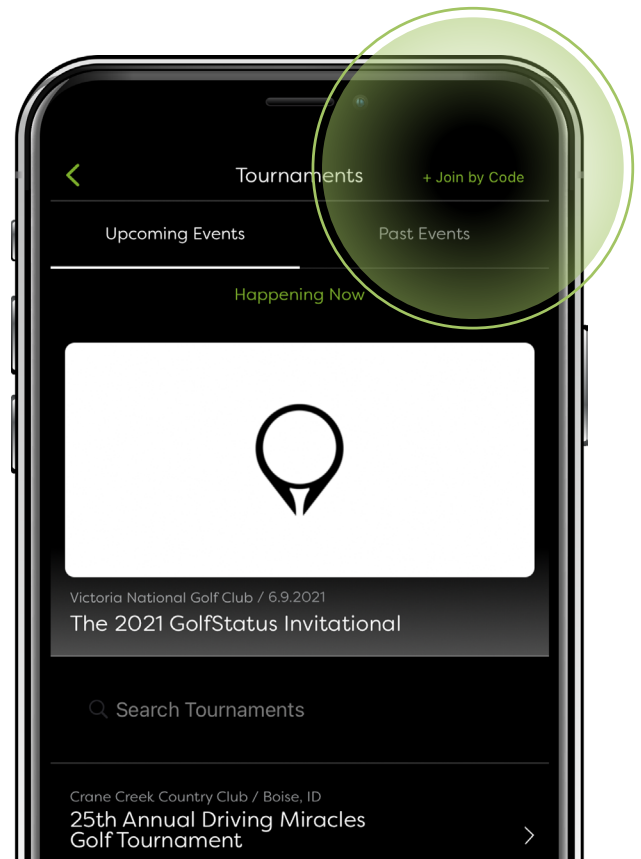 Tournaments
+ Join by Code
Upcoming Events
Past Events
Happening Now
Victoria National Golf Club / 6.9.2021
The 2021 GolfStatus Invitational
Search Tournaments
Crane Creek Country Club / Boise, ID
25th Annual Driving Miracles
Golf Tournament